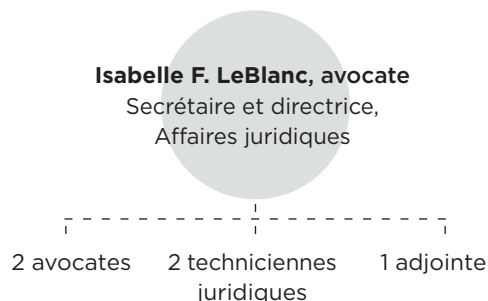 Isabelle F. LeBlanc, avocate
Secrétaire et directrice,
Affaires juridiques
2 avocates
2 techniciennes
juridiques
1 adjointe